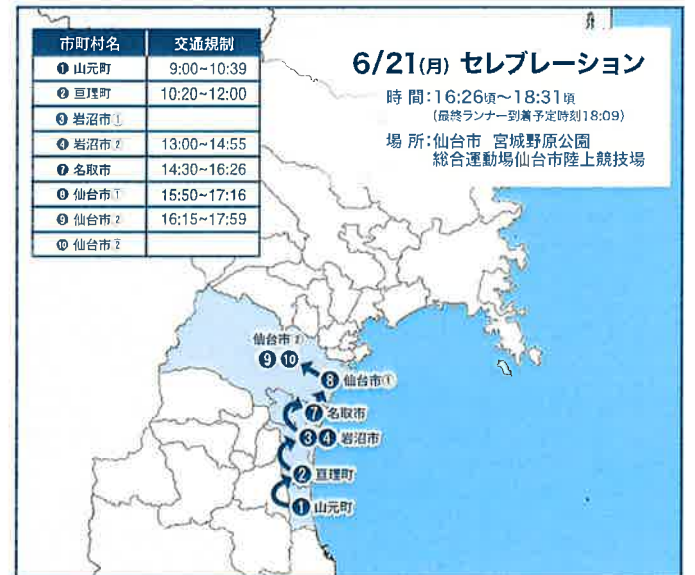 市町村名 交通規制
❶ 山元町 9:00~10:39
❷ 亘理町 10:20~12:00
❸ 岩沼市①
❹ 岩沼市② 13:00~14:55
❼ 名取市 14:30~16:26
❽ 仙台市① 15:50~17:16
❾ 仙台市② 16:15~17:59
❿ 仙台市②
6/21(月) セレブレーション
時 間:16:26頃～18:31頃
(最終ランナー到着予定時刻18:09)
場 所:仙台市 宮城野原公園
総合運動場仙台市陸上競技場
仙台市②
❾ ❿
❽ 仙台市①
❼ 名取市
❸ ❹ 岩沼市
❷ 亘理町
❶ 山元町